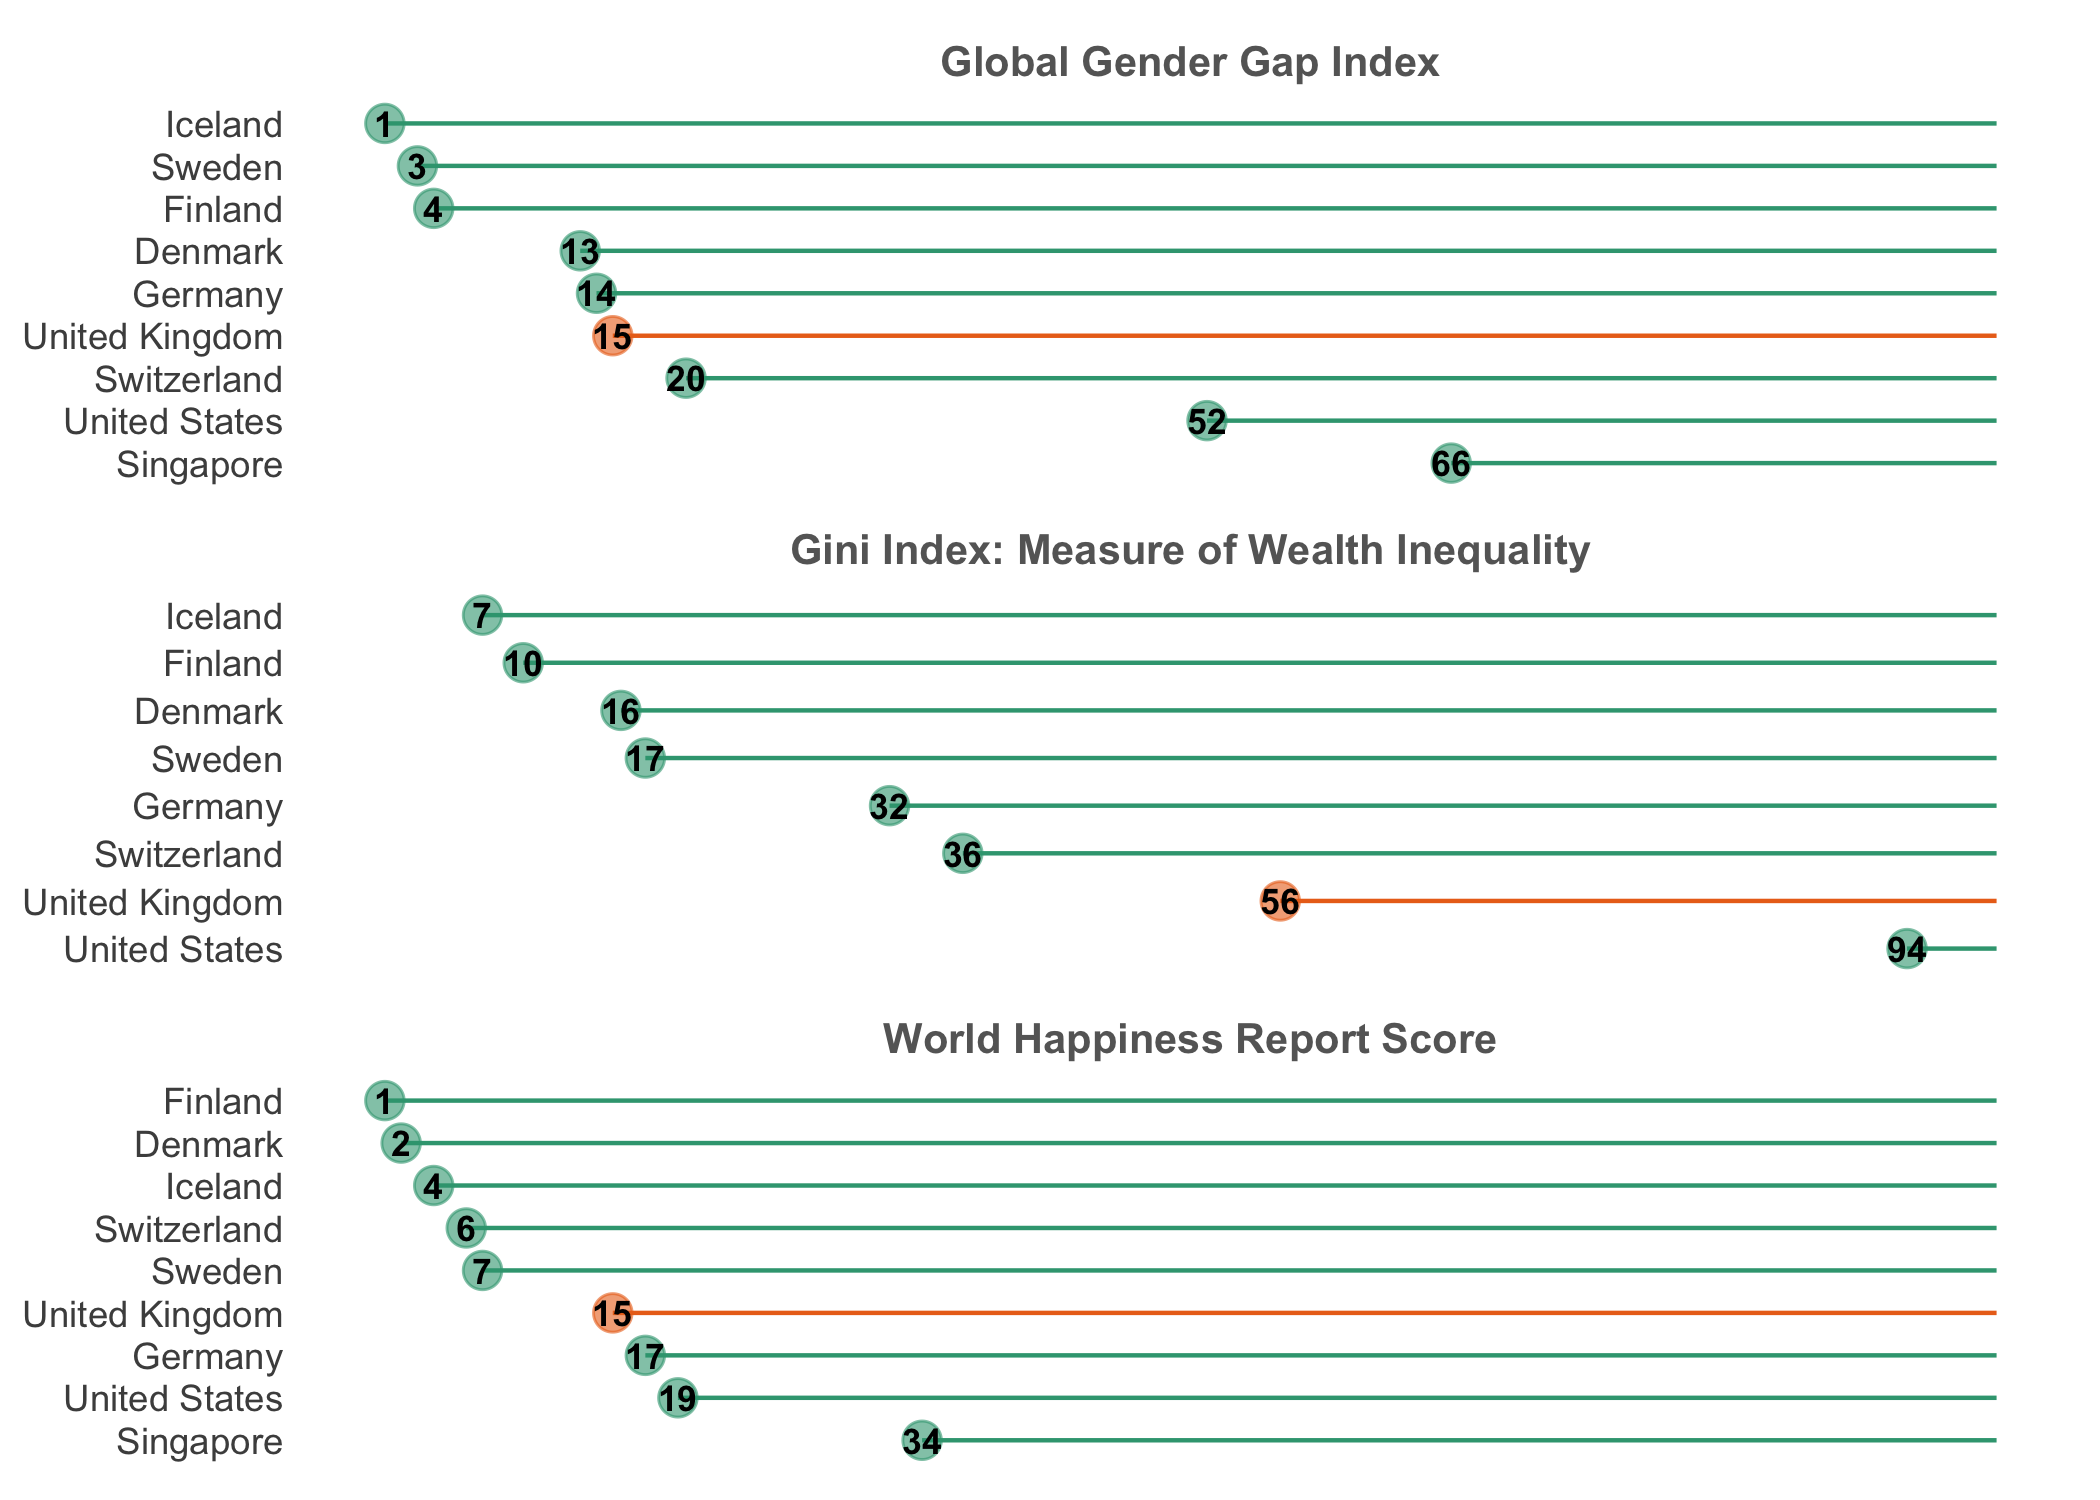 Global Gender Gap Index
Iceland 1
Sweden 3
Finland 4
Denmark 13
Germany 14
United Kingdom 15
Switzerland 20
United States 52
Singapore 66
Gini Index: Measure of Wealth Inequality
Iceland 7
Finland 10
Denmark 16
Sweden 17
Germany 32
Switzerland 36
United Kingdom 56
United States 94
World Happiness Report Score
Finland 1
Denmark 2
Iceland 4
Switzerland 6
Sweden 7
United Kingdom 15
Germany 17
United States 19
Singapore 34